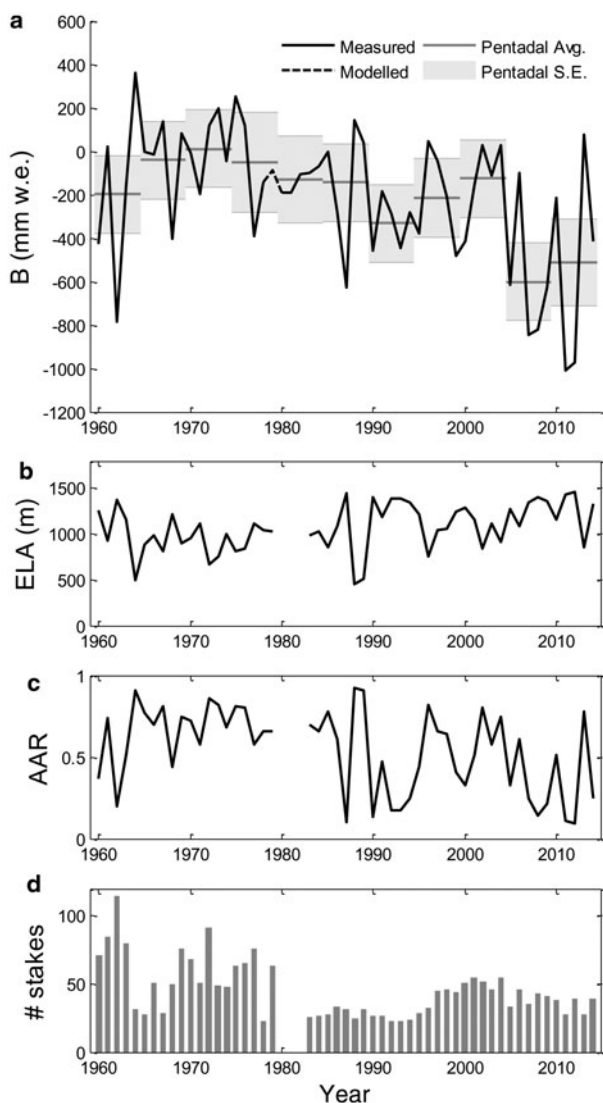 a
600
400
200
0
-200
-400
-600
-800
-1000
-1200
B (mm w.e.)
Measured
Modelled
Pentadal Avg.
Pentadal S.E.
1960 1970 1980 1990 2000 2010
b
1500
1000
500
0
ELA (m)
1960 1970 1980 1990 2000 2010
c
1
0.5
0
AAR
1960 1970 1980 1990 2000 2010
d
100
50
0
# stakes
1960 1970 1980 1990 2000 2010
Year